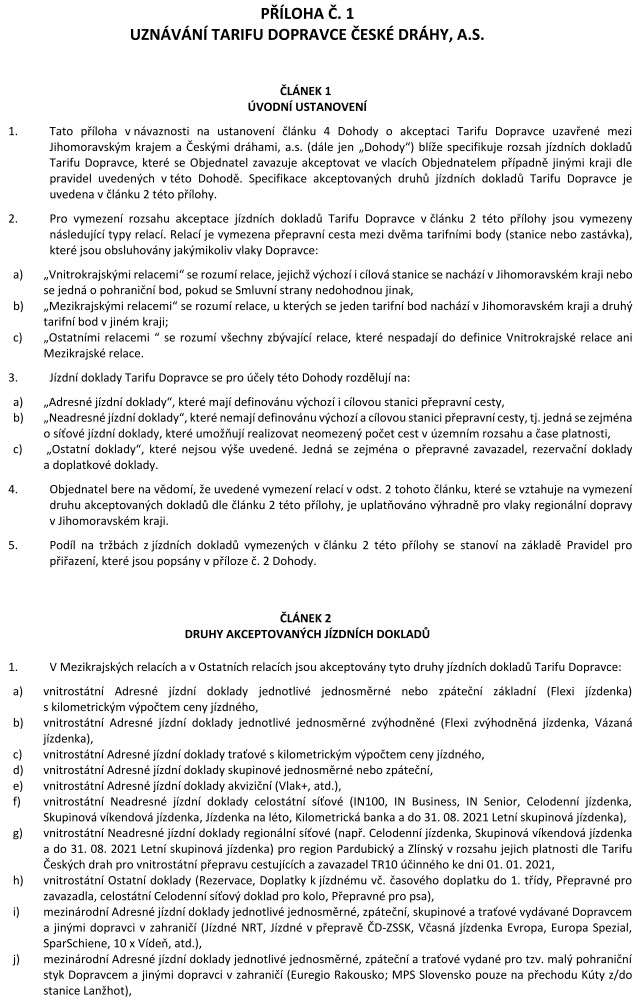 PŘÍLOHA Č. 1
UZNÁVÁNÍ TARIFU DOPRAVCE ČESKÉ DRÁHY, A.S.
ČLÁNEK 1
ÚVODNÍ USTANOVENÍ
1. Tato příloha v návaznosti na ustanovení článku 4 Dohody o akceptaci Tarifu Dopravce uzavřené mezi
Jihomoravským krajem a Českými dráhami, a.s. (dále jen „Dohody“) blíže specifikuje rozsah jízdních dokladů
Tarifu Dopravce, které se Objednatel zavazuje akceptovat ve vlacích Objednatelem případně jinými kraji dle
pravidel uvedených v této Dohodě. Specifikace akceptovaných druhů jízdních dokladů Tarifu Dopravce je
uvedena v článku 2 této přílohy.
2. Pro vymezení rozsahu akceptace jízdních dokladů Tarifu Dopravce v článku 2 této přílohy jsou vymezeny
následující typy relací. Relací je vymezena přepravní cesta mezi dvěma tarifními body (stanice nebo zastávka),
které jsou obsluhovány jakýmikoliv vlaky Dopravce:
a) „Vnitrokrajskými relacemi“ se rozumí relace, jejichž výchozí i cílová stanice se nachází v Jihomoravském kraji nebo
se jedná o pohraniční bod, pokud se Smluvní strany nedohodnou jinak,
b) „Mezikrajskými relacemi“ se rozumí relace, u kterých se jeden tarifní bod nachází v Jihomoravském kraji a druhý
tarifní bod v jiném kraji;
c) „Ostatními relacemi “ se rozumí všechny zbývající relace, které nespadají do definice Vnitrokrajské relace ani
Mezikrajské relace.
3. Jízdní doklady Tarifu Dopravce se pro účely této Dohody rozdělují na:
a) „Adresné jízdní doklady“, které mají definovánu výchozí i cílovou stanici přepravní cesty,
b) „Neadresné jízdní doklady“, které nemají definovánu výchozí a cílovou stanici přepravní cesty, tj. jedná se zejména
o síťové jízdní doklady, které umožňují realizovat neomezený počet cest v územním rozsahu a čase platnosti,
c) „Ostatní doklady“, které nejsou výše uvedené. Jedná se zejména o přepravné zavazadel, rezervační doklady
a doplatkové doklady.
4. Objednatel bere na vědomí, že uvedené vymezení relací v odst. 2 tohoto článku, které se vztahuje na vymezení
druhu akceptovaných dokladů dle článku 2 této přílohy, je uplatňováno výhradně pro vlaky regionální dopravy
v Jihomoravském kraji.
5. Podíl na tržbách z jízdních dokladů vymezených v článku 2 této přílohy se stanoví na základě Pravidel pro
přiřazení, které jsou popsány v příloze č. 2 Dohody.
ČLÁNEK 2
DRUHY AKCEPTOVANÝCH JÍZDNÍCH DOKLADŮ
1. V Mezikrajských relacích a v Ostatních relacích jsou akceptovány tyto druhy jízdních dokladů Tarifu Dopravce:
a) vnitrostátní Adresné jízdní doklady jednotlivé jednosměrné nebo zpáteční základní (Flexi jízdenka)
s kilometrickým výpočtem ceny jízdného,
b) vnitrostátní Adresné jízdní doklady jednotlivé jednosměrné zvýhodněné (Flexi zvýhodněná jízdenka, Vázaná
jízdenka),
c) vnitrostátní Adresné jízdní doklady traťové s kilometrickým výpočtem ceny jízdného,
d) vnitrostátní Adresné jízdní doklady skupinové jednosměrné nebo zpáteční,
e) vnitrostátní Adresné jízdní doklady akviziční (Vlak+, atd.),
f) vnitrostátní Neadresné jízdní doklady celostátní síťové (IN100, IN Business, IN Senior, Celodenní jízdenka,
Skupinová víkendová jízdenka, Jízdenka na léto, Kilometrická banka a do 31. 08. 2021 Letní skupinová jízdenka),
g) vnitrostátní Neadresné jízdní doklady regionální síťové (např. Celodenní jízdenka, Skupinová víkendová jízdenka
a do 31. 08. 2021 Letní skupinová jízdenka) pro region Pardubický a Zlínský v rozsahu jejich platnosti dle Tarifu
Českých drah pro vnitrostátní přepravu cestujících a zavazadel TR10 účinného ke dni 01. 01. 2021,
h) vnitrostátní Ostatní doklady (Rezervace, Doplatky k jízdnému vč. časového doplatku do 1. třídy, Přepravné pro
zavazadla, celostátní Celodenní síťový doklad pro kolo, Přepravné pro psa),
i) mezinárodní Adresné jízdní doklady jednotlivé jednosměrné, zpáteční, skupinové a traťové vydávané Dopravcem
a jinými dopravci v zahraničí (Jízdné NRT, Jízdné v přepravě ČD-ZSSK, Včasná jízdenka Evropa, Europa Spezial,
SparSchiene, 10 x Vídeň, atd.),
j) mezinárodní Adresné jízdní doklady jednotlivé jednosměrné, zpáteční a traťové vydané pro tzv. malý pohraniční
styk Dopravcem a jinými dopravci v zahraničí (Euregio Rakousko; MPS Slovensko pouze na přechodu Kúty z/do
stanice Lanžhot),